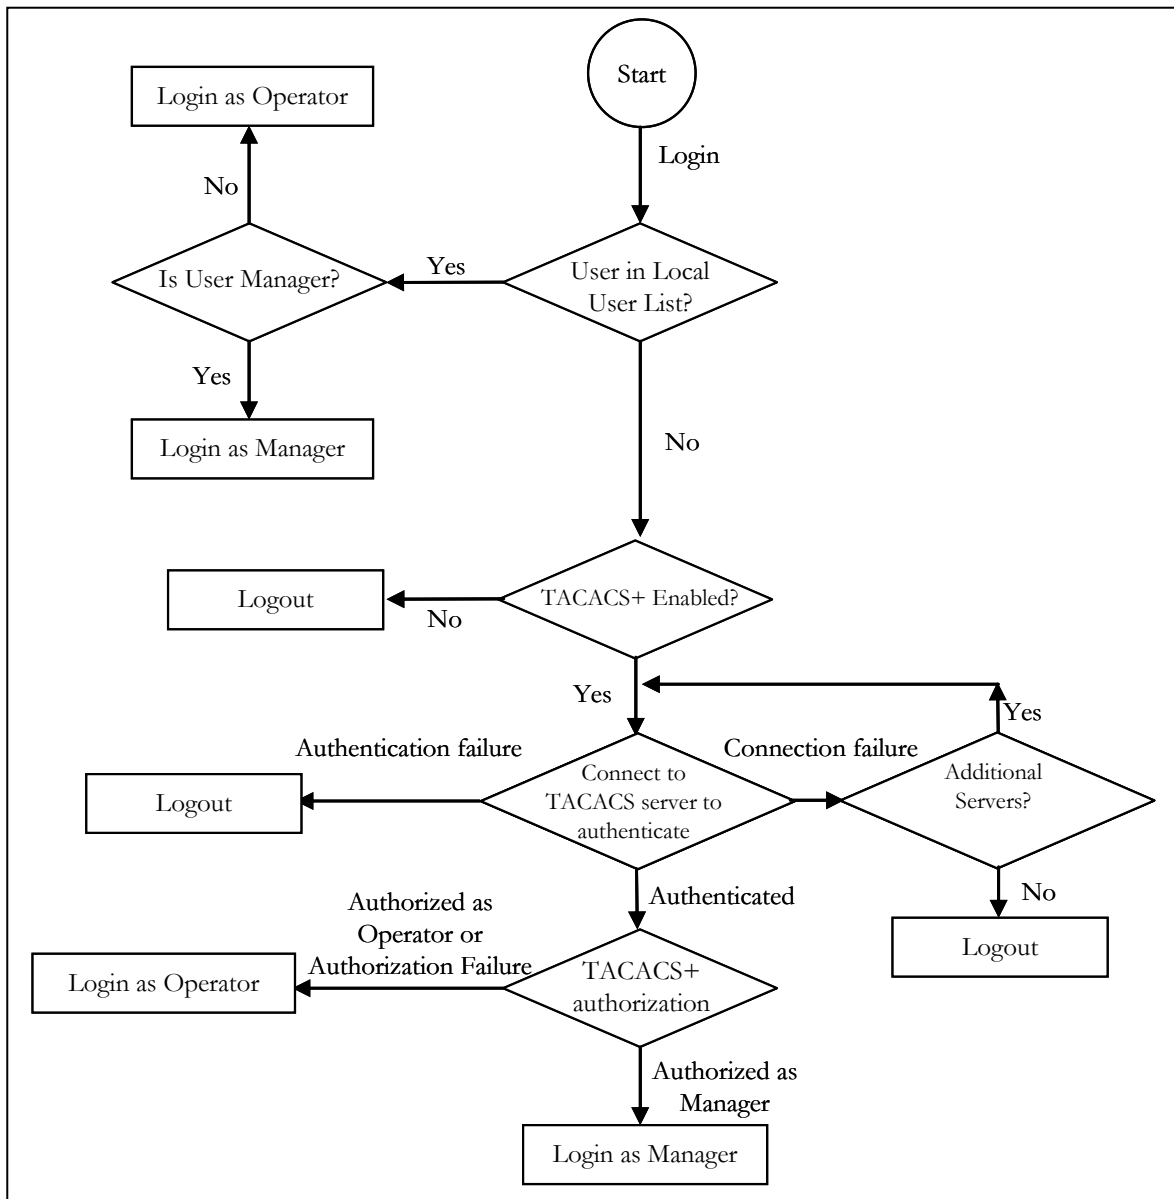 Start
Login as Operator
Login
No
Is User Manager?
Yes
User in Local
User List?
Yes
Login as Manager
No
TACACS+ Enabled?
Logout
No
Yes
Yes
Authentication failure
Connection failure
Connect to
TACACS server to
authenticate
Additional
Servers?
Logout
Authenticated
No
Authorized as
Operator or
Authorization Failure
Logout
Login as Operator
TACACS+
authorization
Authorized as
Manager
Login as Manager